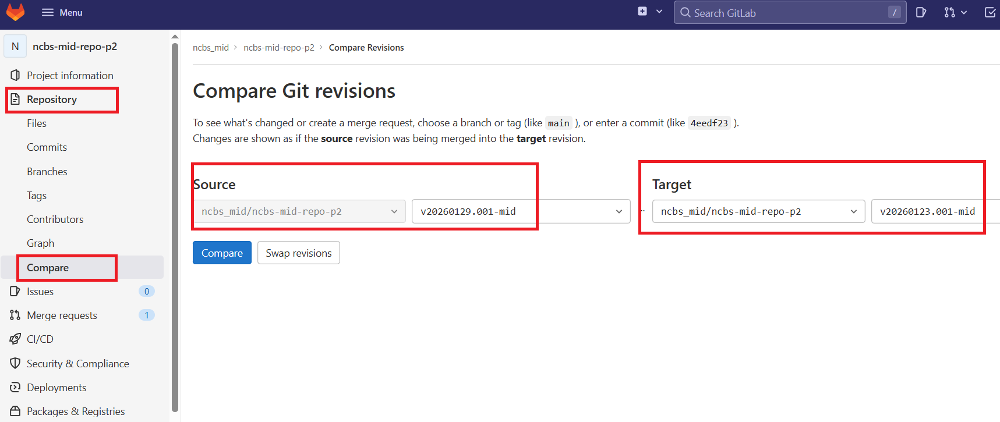 Menu
Search GitLab
/
N ncbs-mid-repo-p2
Project information
Repository
Files
Commits
Branches
Tags
Contributors
Graph
Compare
Issues 0
Merge requests 1
CI/CD
Security & Compliance
Deployments
Packages & Registries
ncbs_mid > ncbs-mid-repo-p2 > Compare Revisions
Compare Git revisions
To see what's changed or create a merge request, choose a branch or tag (like main ), or enter a commit (like 4eedf23 ).
Changes are shown as if the source revision was being merged into the target revision.
Source
ncbs_mid/ncbs-mid-repo-p2 v20260129.001-mid
..
Target
ncbs_mid/ncbs-mid-repo-p2 v20260123.001-mid
Compare Swap revisions